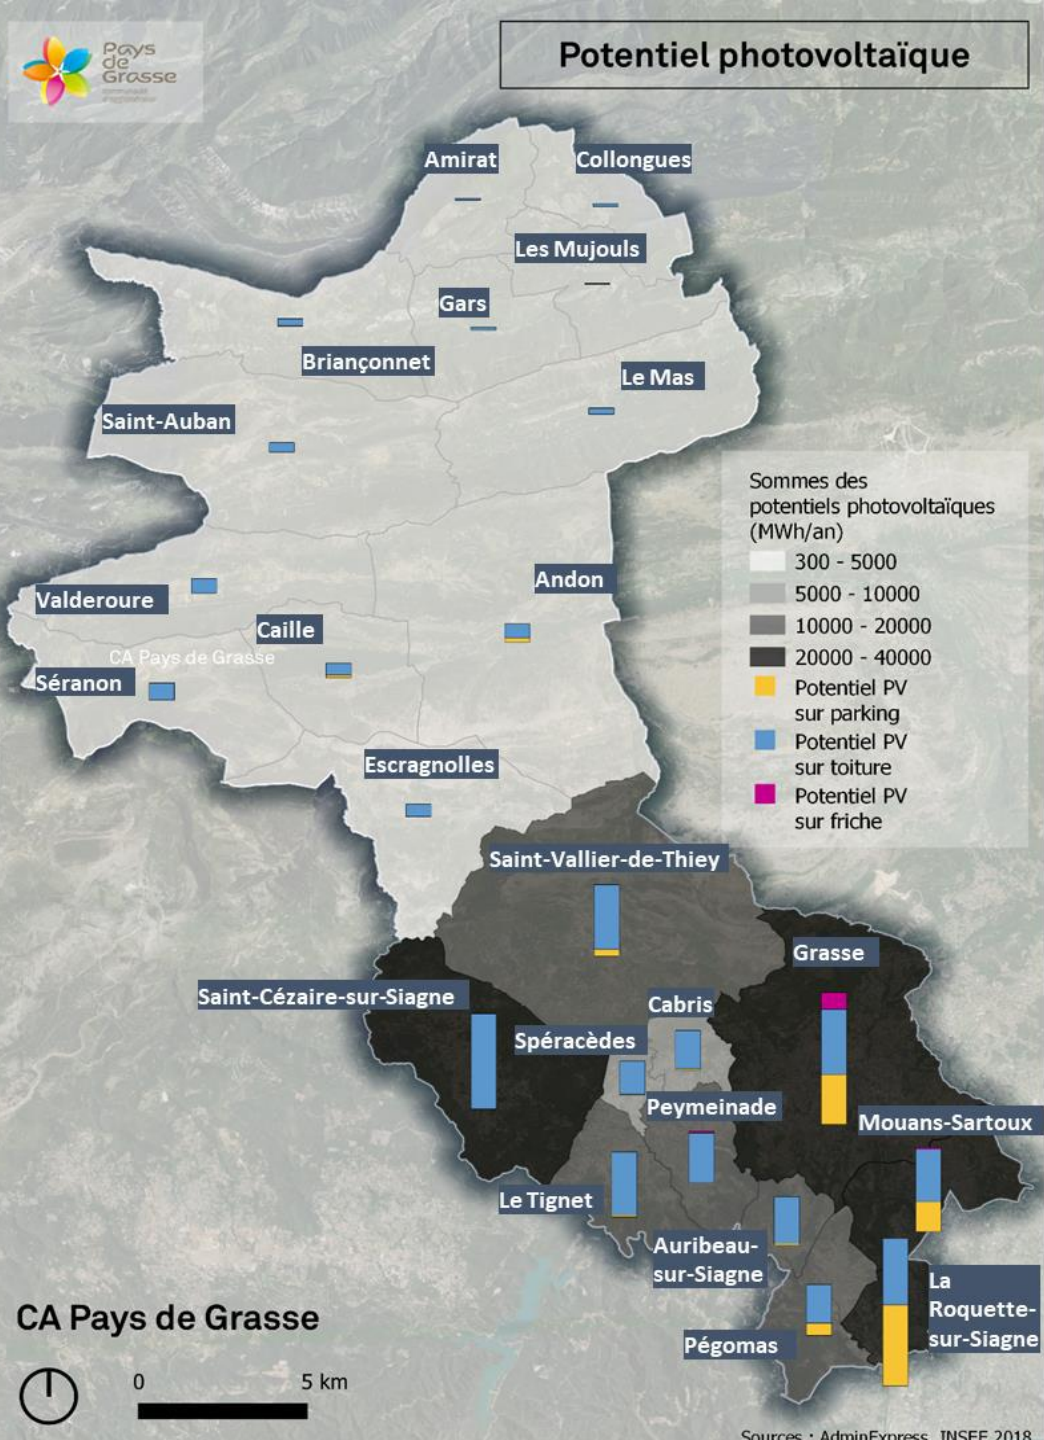 Pays
de
Grasse
communauté
d'agglomération
Potentiel photovoltaïque
Amirat
Collongues
Les Mujouls
Gars
Briançonnet
Le Mas
Saint-Auban
Sommes des
potentiels photovoltaïques
(MWh/an)
300 - 5000
5000 - 10000
10000 - 20000
20000 - 40000
Potentiel PV
sur parking
Potentiel PV
sur toiture
Potentiel PV
sur friche
Andon
Valderoure
Caille
CA Pays de Grasse
Séranon
Escragnolles
Saint-Vallier-de-Thiey
Grasse
Saint-Cézaire-sur-Siagne
Cabris
Spéracèdes
Peymeinade
Mouans-Sartoux
Le Tignet
Auribeau-
sur-Siagne
La
Roquette-
sur-Siagne
Pégomas
CA Pays de Grasse
0 5 km
Sources : AdminExpress, INSEE 2018